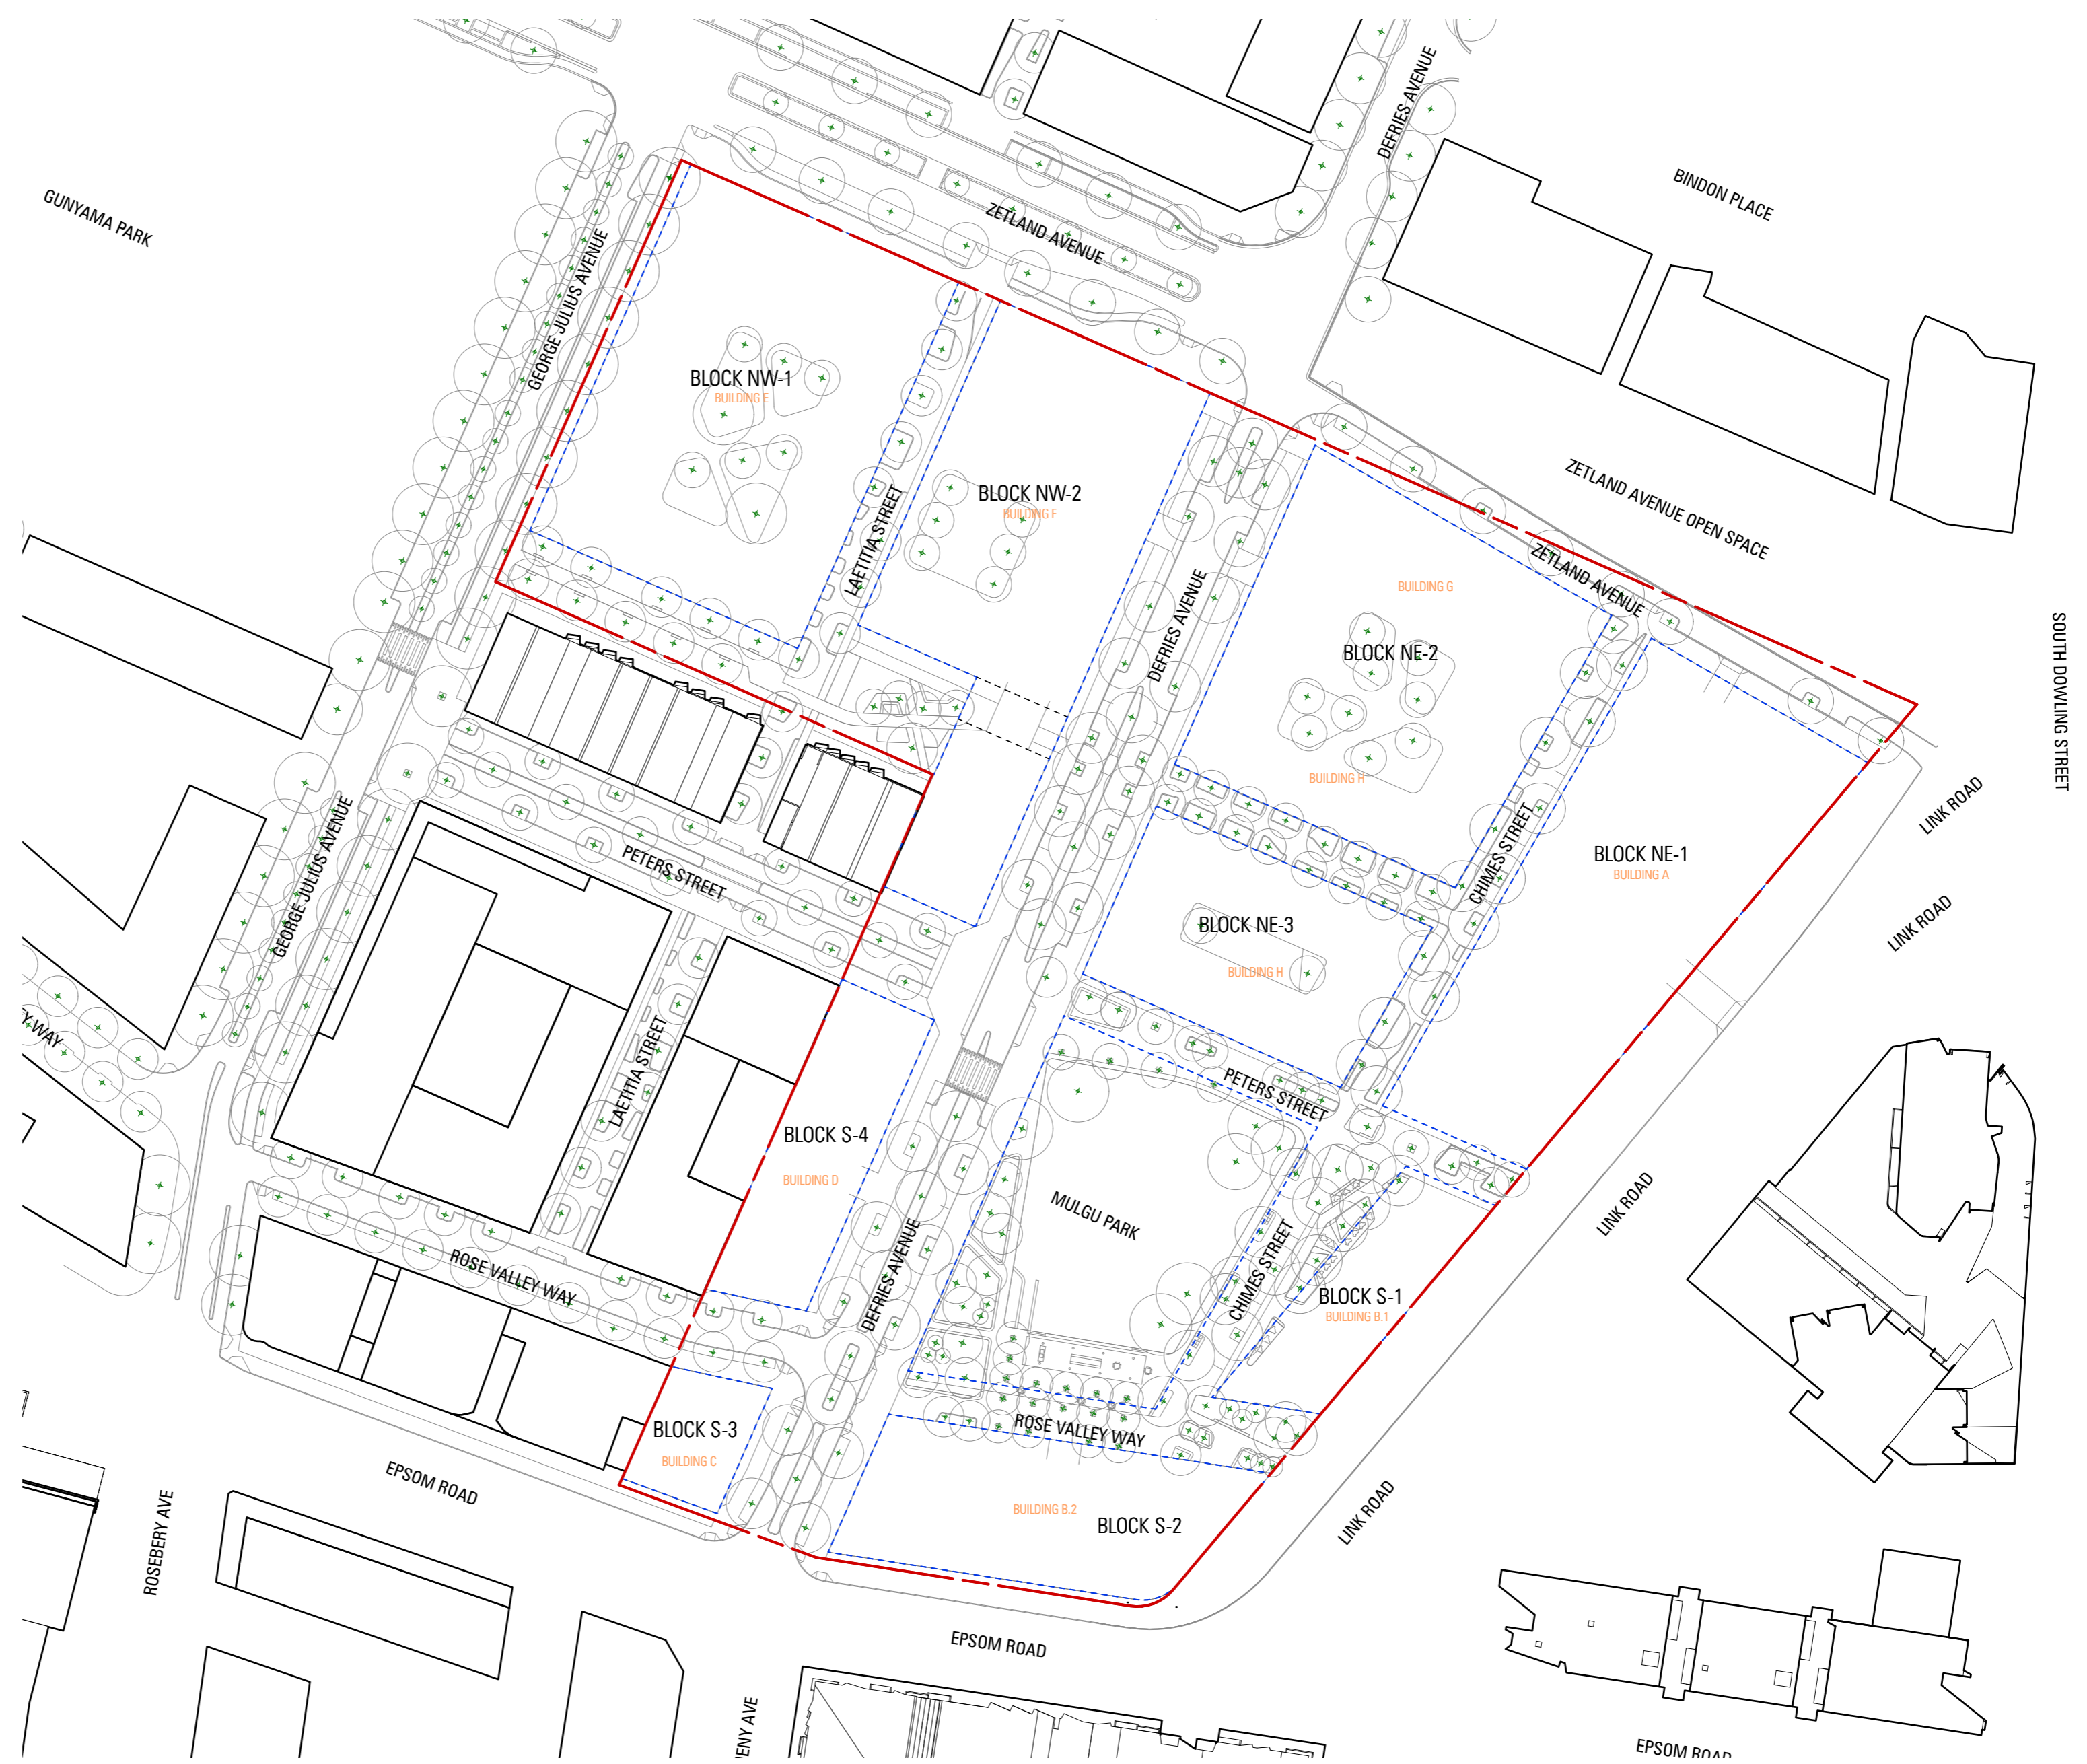 DEFRIES AVENUE
BINDON PLACE
GUNYAMA PARK
ZETLAND AVENUE
GEORGE JULIUS AVENUE
BLOCK NW-1
BUILDING E
BLOCK NW-2
BUILDING F
LAETITIA STREET
ZETLAND AVENUE OPEN SPACE
ZETLAND AVENUE
BUILDING G
DEFRIES AVENUE
BLOCK NE-2
BUILDING H
SOUTH DOWLING STREET
LINK ROAD
CHIMES STREET
BLOCK NE-1
BUILDING A
PETERS STREET
GEORGE JULIUS AVENUE
LINK ROAD
BLOCK NE-3
BUILDING H
Y WAY
LAETITIA STREET
PETERS STREET
BLOCK S-4
BUILDING D
MULGU PARK
LINK ROAD
DEFRIES AVENUE
CHIMES STREET
ROSE VALLEY WAY
BLOCK S-1
BUILDING B.1
BLOCK S-3
BUILDING C
ROSE VALLEY WAY
EPSOM ROAD
BUILDING B.2
BLOCK S-2
LINK ROAD
ROSEBERY AVE
EPSOM ROAD
ENY AVE
EPSOM ROAD